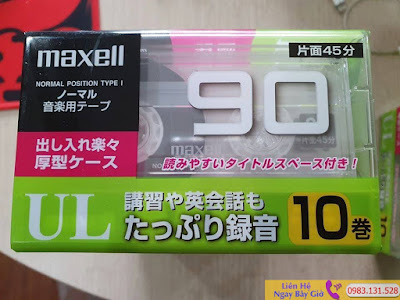 maxell
NORMAL POSITION TYPE I
ノーマル
音楽用テープ
片面45分
90
maxell
出し入れ楽々
厚型ケース
読みやすいタイトルスペース付き!
UL
講習や英会話も
たっぷり録音
10巻
Liên Hệ
Ngay Bây Giờ
0983.131.528